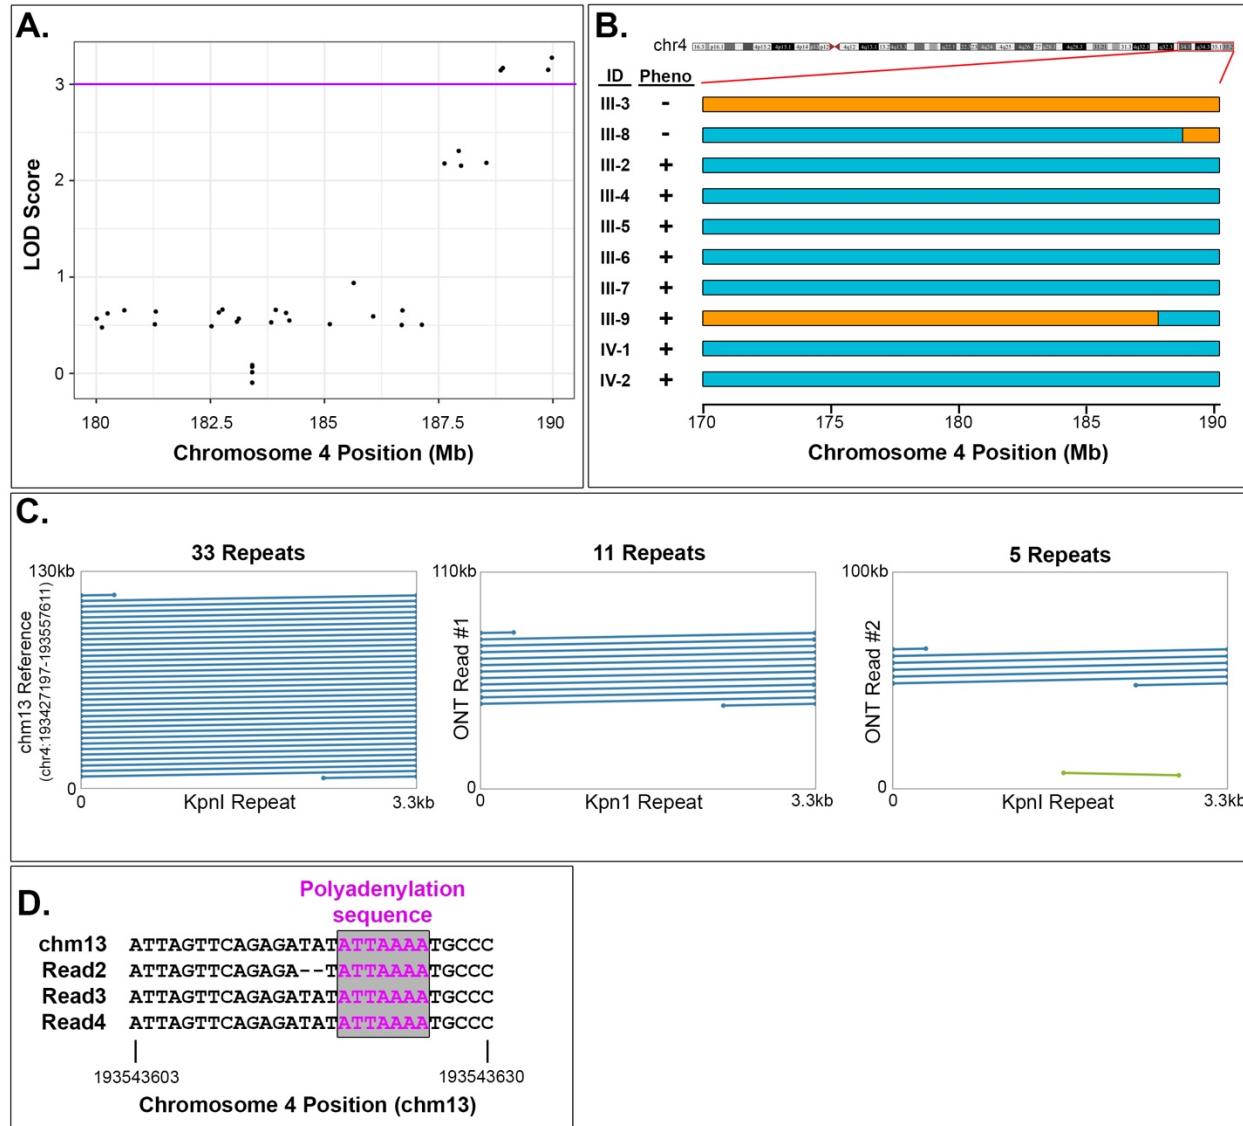 A.
LOD Score
3
2
1
0
180
182.5
185
187.5
190
Chromosome 4 Position (Mb)
B.
chr4
ID Pheno
III-3 -
III-8 -
III-2 +
III-4 +
III-5 +
III-6 +
III-7 +
III-9 +
IV-1 +
IV-2 +
170 175 180 185 190
Chromosome 4 Position (Mb)
C.
33 Repeats
130kb
chm13 Reference
(chr4:193427197-193557611)
0
0 KpnI Repeat 3.3kb
11 Repeats
110kb
ONT Read #1
0
0 Kpn1 Repeat 3.3kb
5 Repeats
100kb
ONT Read #2
0
0 KpnI Repeat 3.3kb
D.
Polyadenylation
sequence
chm13 ATTAGTTCAGAGATATATTAAAATGCCC
Read2 ATTAGTTCAGAGA--TATTAAAATGCCC
Read3 ATTAGTTCAGAGATATATTAAAATGCCC
Read4 ATTAGTTCAGAGATATATTAAAATGCCC
193543603 193543630
Chromosome 4 Position (chm13)